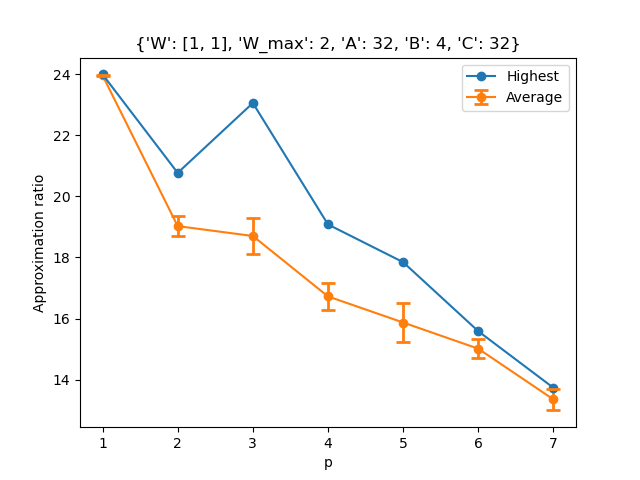 {'W': [1, 1], 'W_max': 2, 'A': 32, 'B': 4, 'C': 32}
Highest
Average
Approximation ratio
24
22
20
18
16
14
1 2 3 4 5 6 7
p